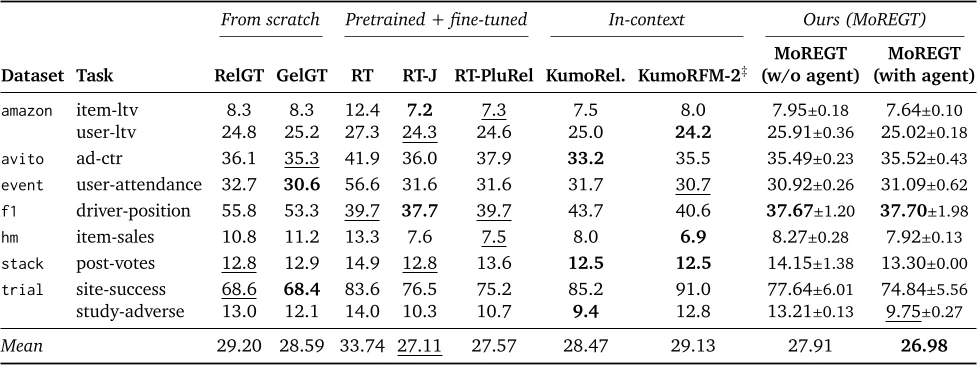 From scratch Pretrained + fine-tuned In-context Ours (MoREGT)
MoREGT MoREGT
Dataset Task RelGT GelGT RT RT-J RT-PluRel KumoRel. KumoRFM-2‡ (w/o agent) (with agent)
amazon item-ltv 8.3 8.3 12.4 7.2 7.3 7.5 8.0 7.95±0.18 7.64±0.10
user-ltv 24.8 25.2 27.3 24.3 24.6 25.0 24.2 25.91±0.36 25.02±0.18
avito ad-ctr 36.1 35.3 41.9 36.0 37.9 33.2 35.5 35.49±0.23 35.52±0.43
event user-attendance 32.7 30.6 56.6 31.6 31.6 31.7 30.7 30.92±0.26 31.09±0.62
f1 driver-position 55.8 53.3 39.7 37.7 39.7 43.7 40.6 37.67±1.20 37.70±1.98
hm item-sales 10.8 11.2 13.3 7.6 7.5 8.0 6.9 8.27±0.28 7.92±0.13
stack post-votes 12.8 12.9 14.9 12.8 13.6 12.5 12.5 14.15±1.38 13.30±0.00
trial site-success 68.6 68.4 83.6 76.5 75.2 85.2 91.0 77.64±6.01 74.84±5.56
study-adverse 13.0 12.1 14.0 10.3 10.7 9.4 12.8 13.21±0.13 9.75±0.27
Mean 29.20 28.59 33.74 27.11 27.57 28.47 29.13 27.91 26.98